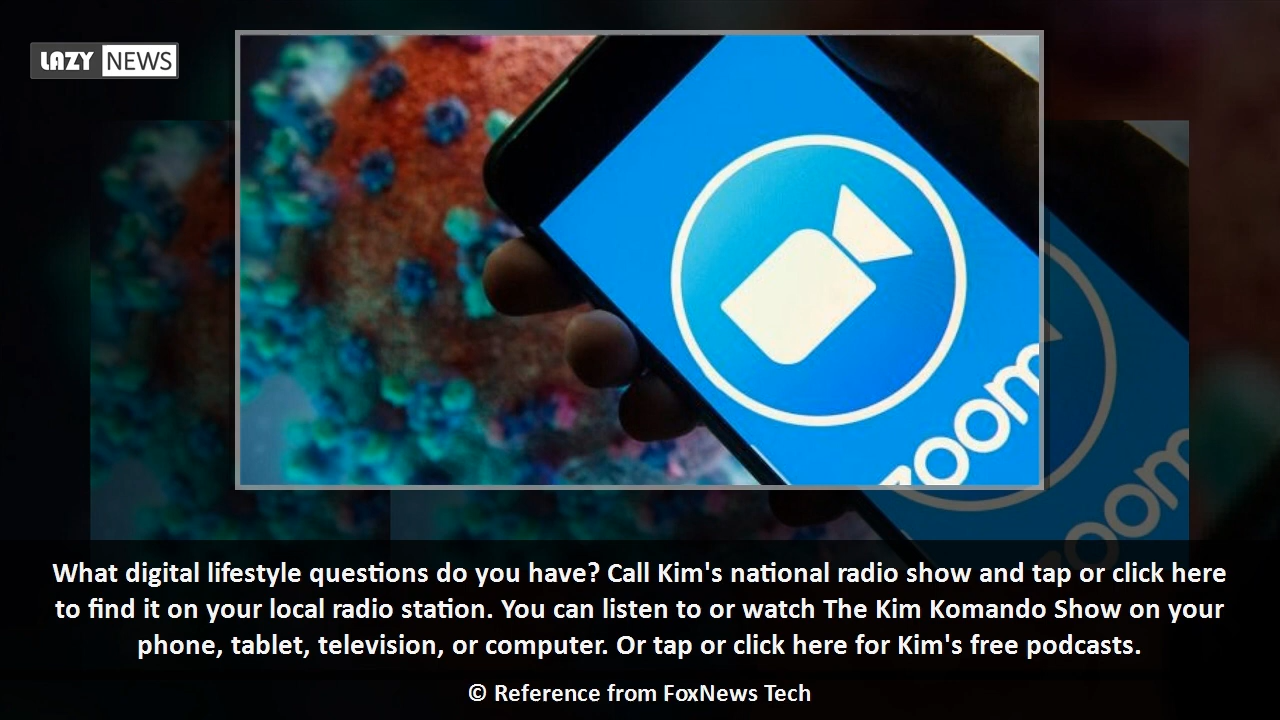 LAZY NEWS
zoom
zoom
What digital lifestyle questions do you have? Call Kim's national radio show and tap or click here
to find it on your local radio station. You can listen to or watch The Kim Komando Show on your
phone, tablet, television, or computer. Or tap or click here for Kim's free podcasts.
© Reference from FoxNews Tech